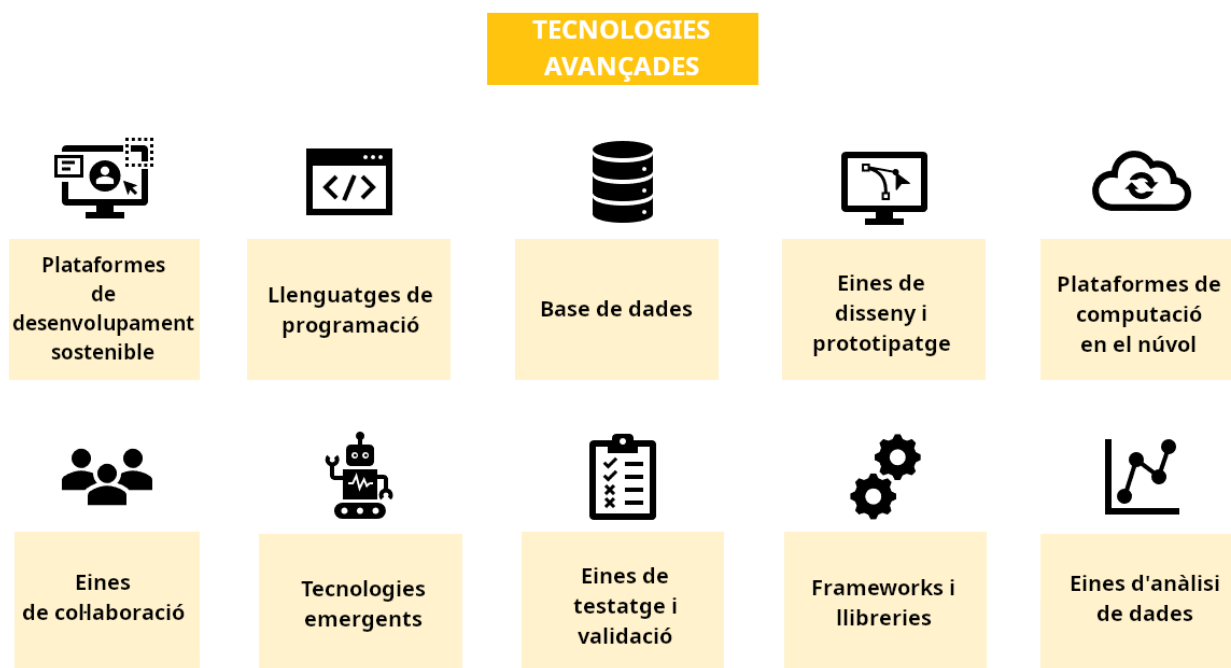 TECNOLOGIES
AVANÇADES
Plataformes
de
desenvolupament
sostenible
Llenguatges de
programació
Base de dades
Eines de
disseny i
prototipatge
Plataformes de
computació
en el núvol
Eines
de col·laboració
Tecnologies
emergents
Eines de
testatge i
validació
Frameworks i
llibreries
Eines d'anàlisi
de dades